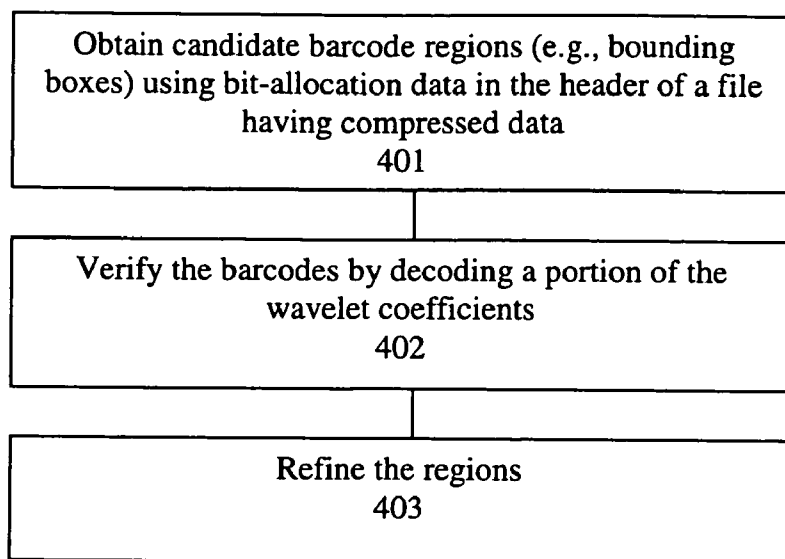 Obtain candidate barcode regions (e.g., bounding
boxes) using bit-allocation data in the header of a file
having compressed data
401
Verify the barcodes by decoding a portion of the
wavelet coefficients
402
Refine the regions
403